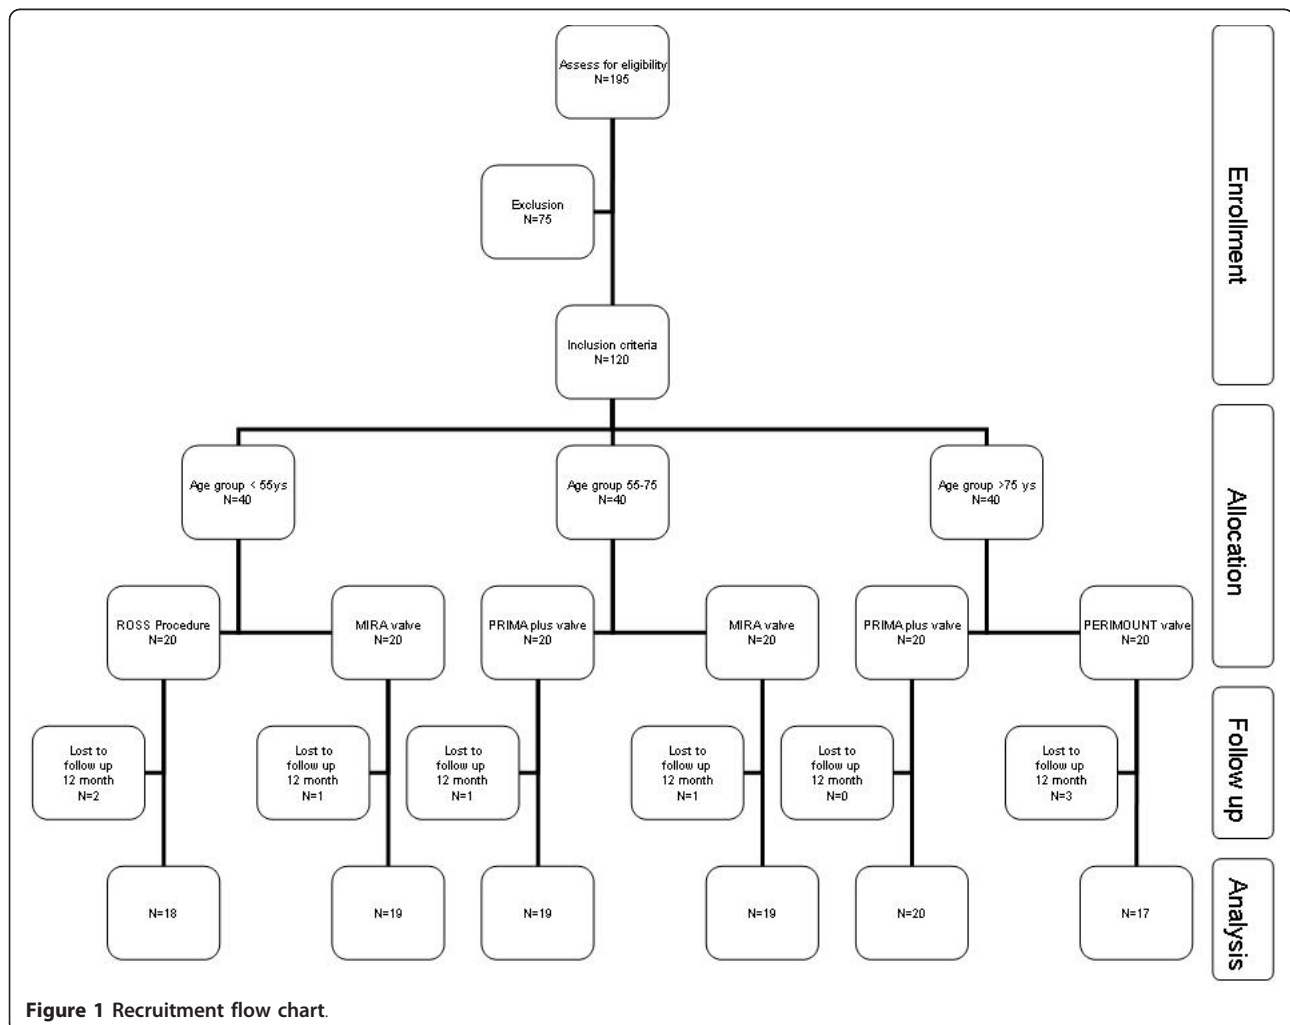 Assess for eligibility
N=195
Exclusion
N=75
Inclusion criteria
N=120
Enrollment
Age group < 55ys
N=40
Age group 55-75
N=40
Age group >75 ys
N=40
ROSS Procedure
N=20
MIRA valve
N=20
PRIMA plus valve
N=20
MIRA valve
N=20
PRIMA plus valve
N=20
PERIMOUNT valve
N=20
Allocation
Lost to
follow up
12 month
N=2
Lost to
follow up
12 month
N=1
Lost to
follow up
12 month
N=1
Lost to
follow up
12 month
N=1
Lost to
follow up
12 month
N=0
Lost to
follow up
12 month
N=3
Follow up
N=18
N=19
N=19
N=19
N=20
N=17
Analysis
Figure 1 Recruitment flow chart.